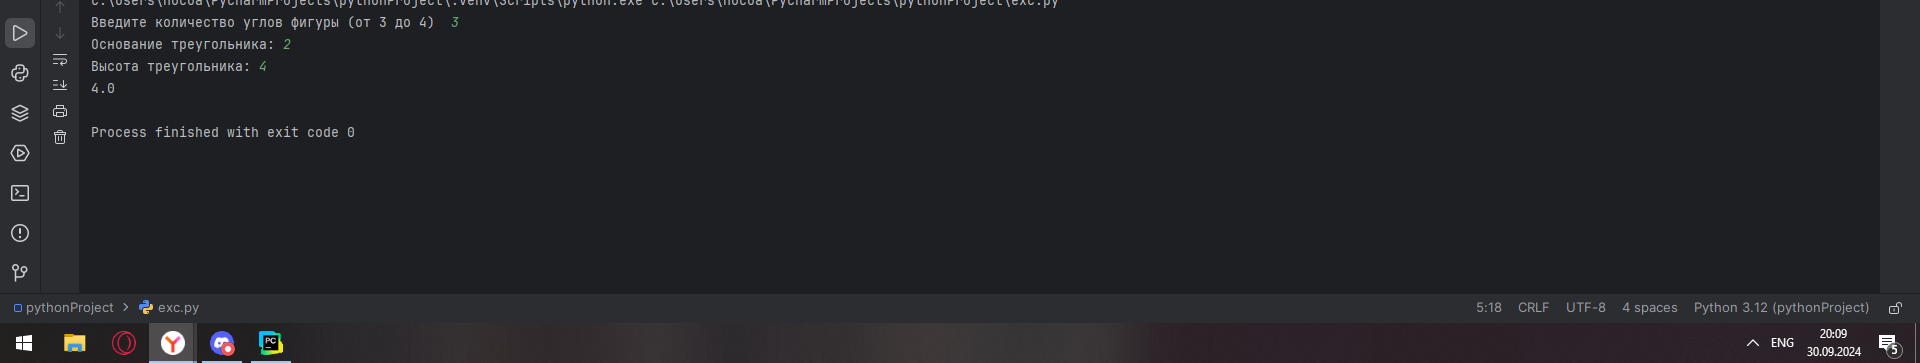 C:\Users\nocoa\PycharmProjects\pythonProject\.venv\Scripts\python.exe C:\Users\nocoa\PycharmProjects\pythonProject\exc.py
Введите количество углов фигуры (от 3 до 4) 3
Основание треугольника: 2
Высота треугольника: 4
4.0
Process finished with exit code 0
pythonProject > exc.py
5:18 CRLF UTF-8 4 spaces Python 3.12 (pythonProject)
PC
ENG
20:09
30.09.2024
5